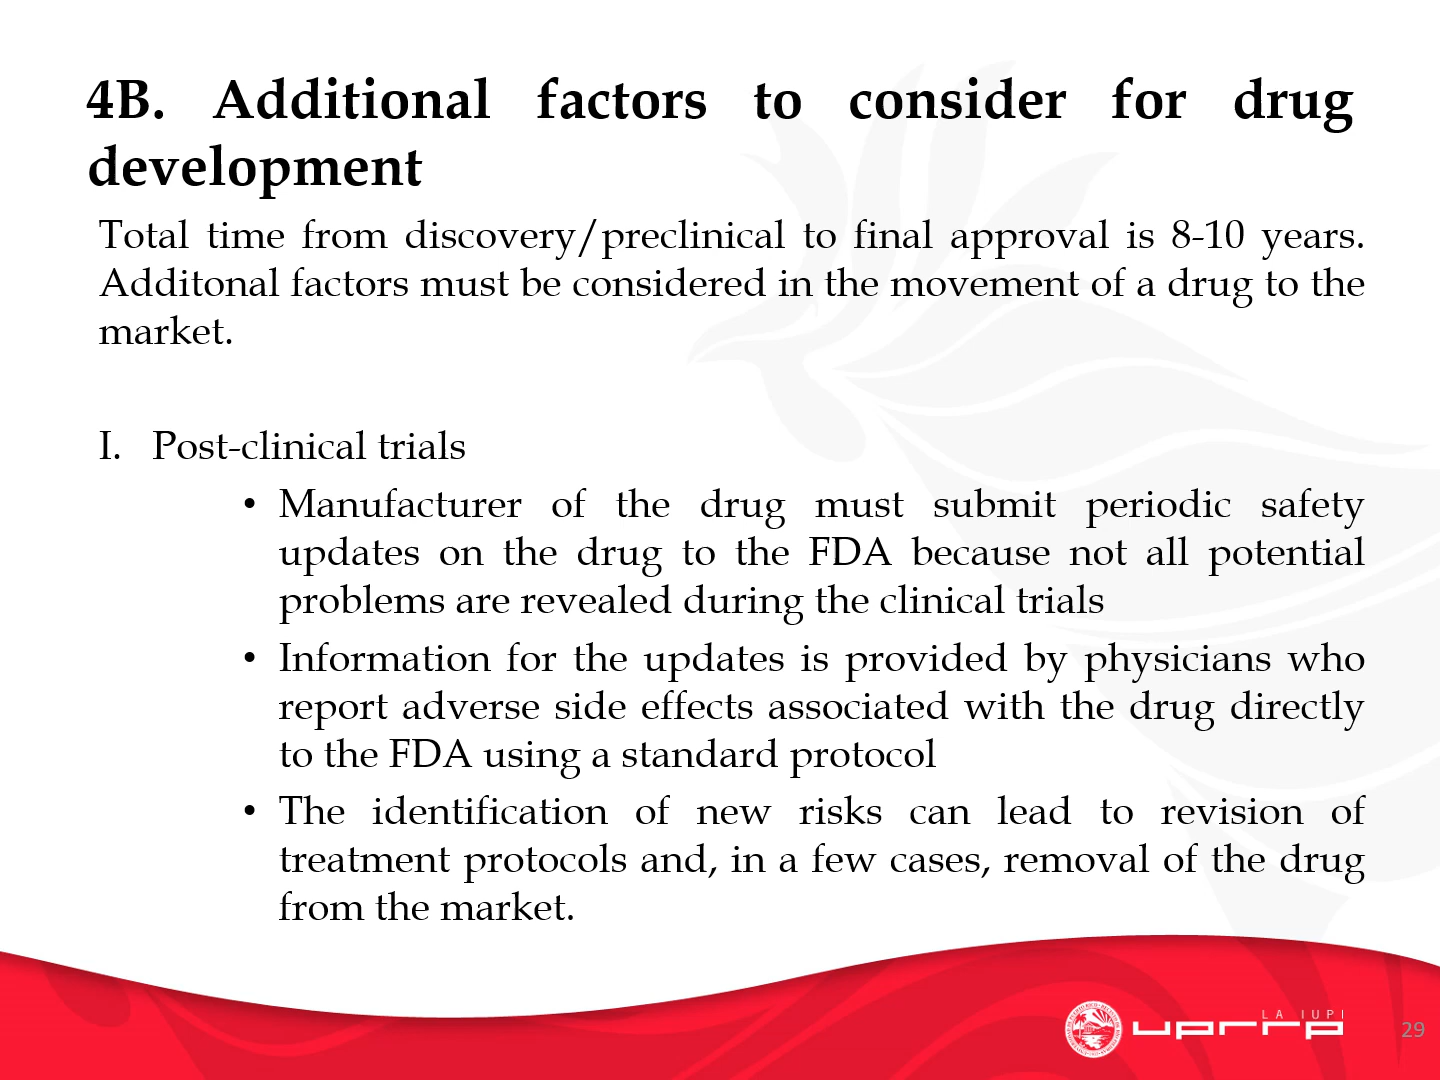 4B. Additional factors to consider for drug
development
Total time from discovery/preclinical to final approval is 8-10 years.
Additonal factors must be considered in the movement of a drug to the
market.
I. Post-clinical trials
• Manufacturer of the drug must submit periodic safety
updates on the drug to the FDA because not all potential
problems are revealed during the clinical trials
• Information for the updates is provided by physicians who
report adverse side effects associated with the drug directly
to the FDA using a standard protocol
• The identification of new risks can lead to revision of
treatment protocols and, in a few cases, removal of the drug
from the market.
LA IUPI
uprrp
29